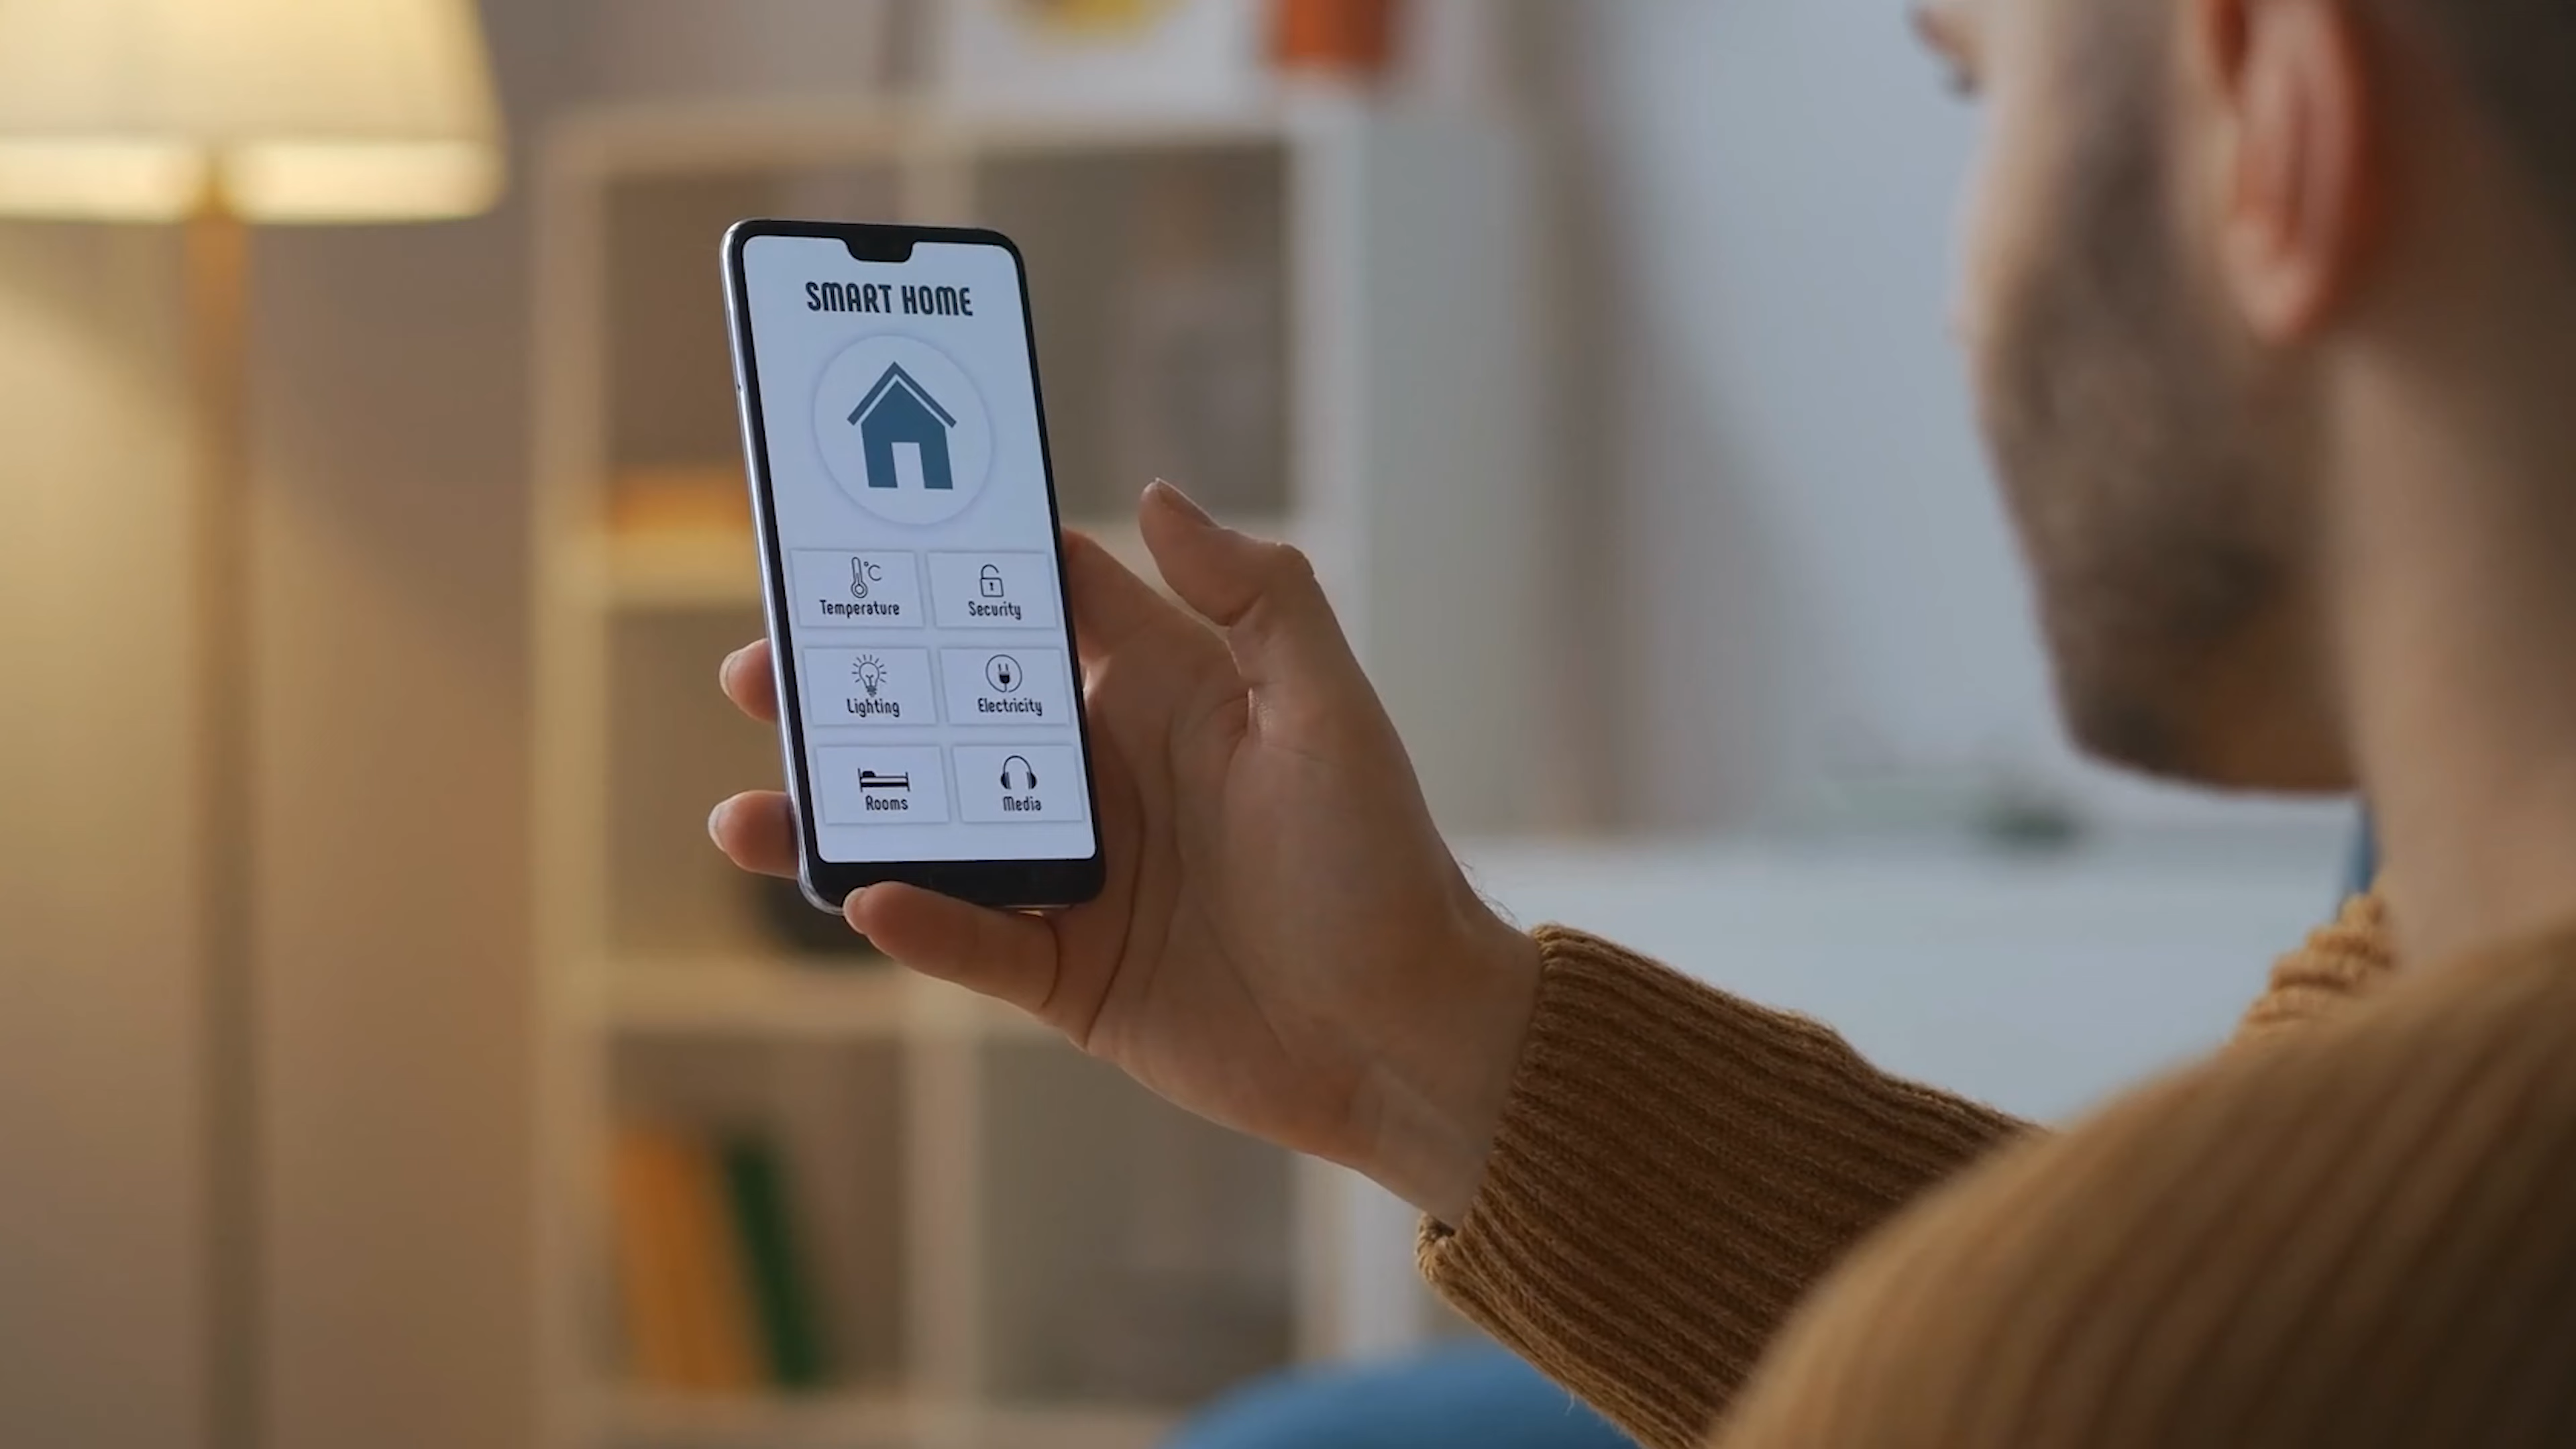 SMART HOME
°C
Temperature
Security
Lighting
Electricity
Rooms
Media